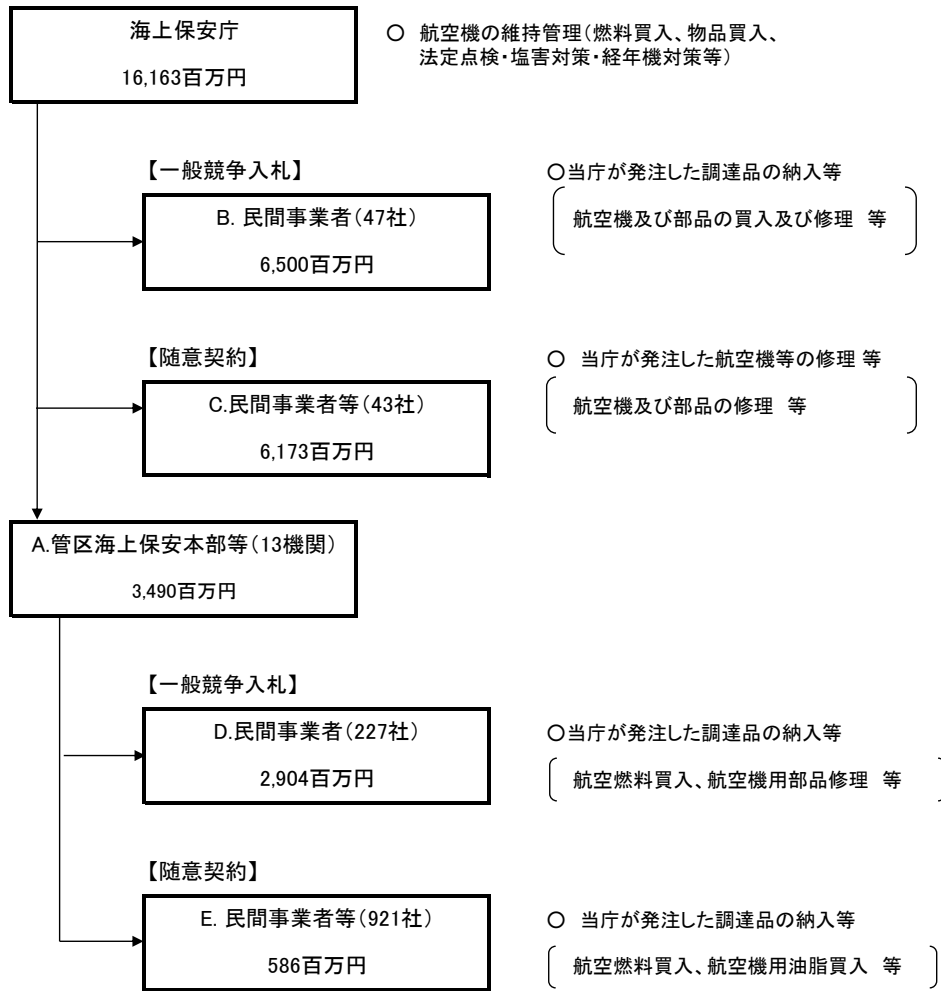 海上保安庁
16,163百万円
○ 航空機の維持管理(燃料買入、物品買入、
法定点検・塩害対策・経年機対策等)
【一般競争入札】
B. 民間事業者(47社)
6,500百万円
○当庁が発注した調達品の納入等
航空機及び部品の買入及び修理 等
【随意契約】
C.民間事業者等(43社)
6,173百万円
○ 当庁が発注した航空機等の修理 等
航空機及び部品の修理 等
A.管区海上保安本部等(13機関)
3,490百万円
【一般競争入札】
D.民間事業者(227社)
2,904百万円
○当庁が発注した調達品の納入等
航空燃料買入、航空機用部品修理 等
【随意契約】
E. 民間事業者等(921社)
586百万円
○ 当庁が発注した調達品の納入等
航空燃料買入、航空機用油脂買入 等